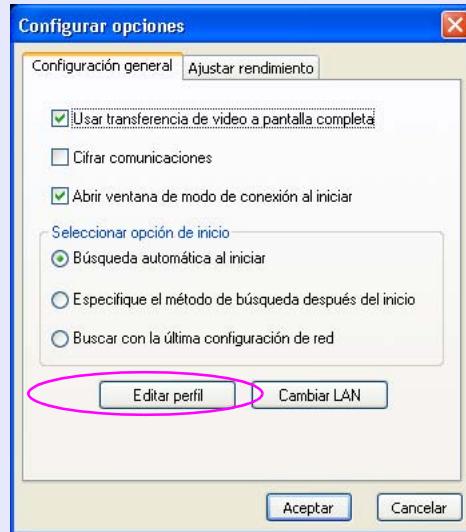 Configurar opciones
Configuración general
Ajustar rendimiento
Usar transferencia de video a pantalla completa
Cifrar comunicaciones
Abrir ventana de modo de conexión al iniciar
Seleccionar opción de inicio
Búsqueda automática al iniciar
Especifique el método de búsqueda después del inicio
Buscar con la última configuración de red
Editar perfil
Cambiar LAN
Aceptar
Cancelar